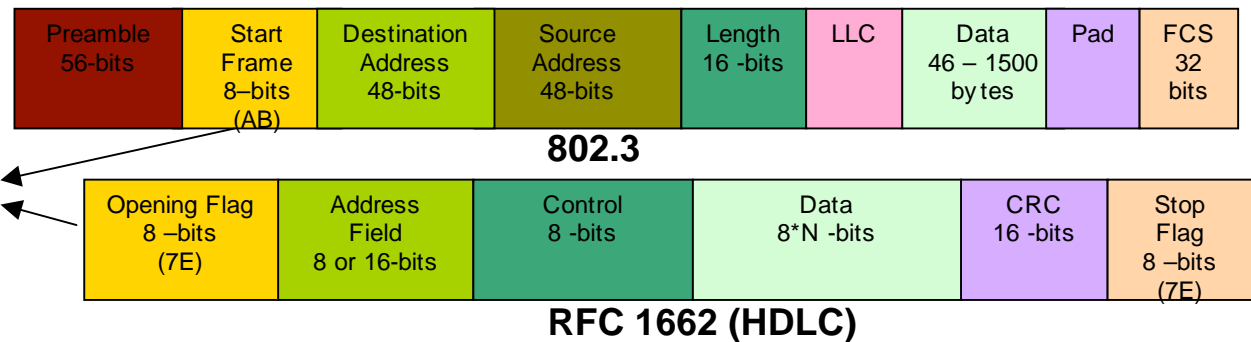 Preamble
56-bits
Start
Frame
8–bits
(AB)
Destination
Address
48-bits
Source
Address
48-bits
Length
16 -bits
LLC
Data
46 – 1500
bytes
Pad
FCS
32
bits
802.3
Opening Flag
8 –bits
(7E)
Address
Field
8 or 16-bits
Control
8 -bits
Data
8*N -bits
CRC
16 -bits
Stop
Flag
8 –bits
(7E)
RFC 1662 (HDLC)